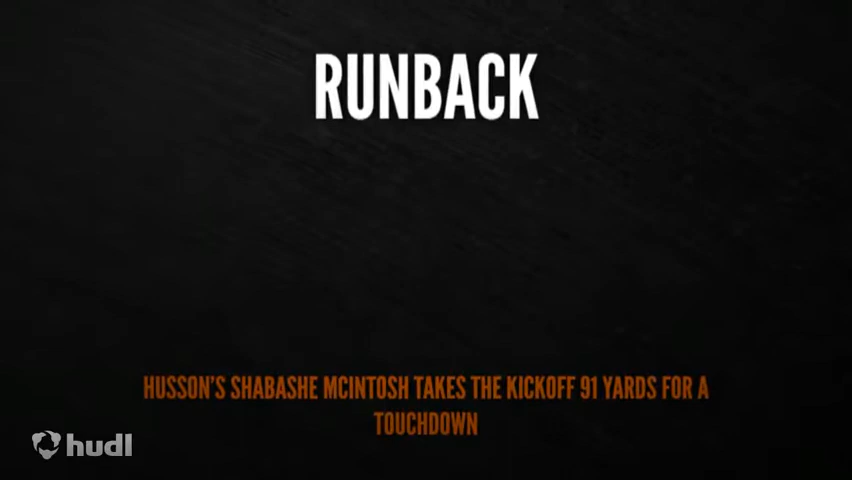 RUNBACK
HUSSON'S SHABASHE MCINTOSH TAKES THE KICKOFF 91 YARDS FOR A
TOUCHDOWN
hudl